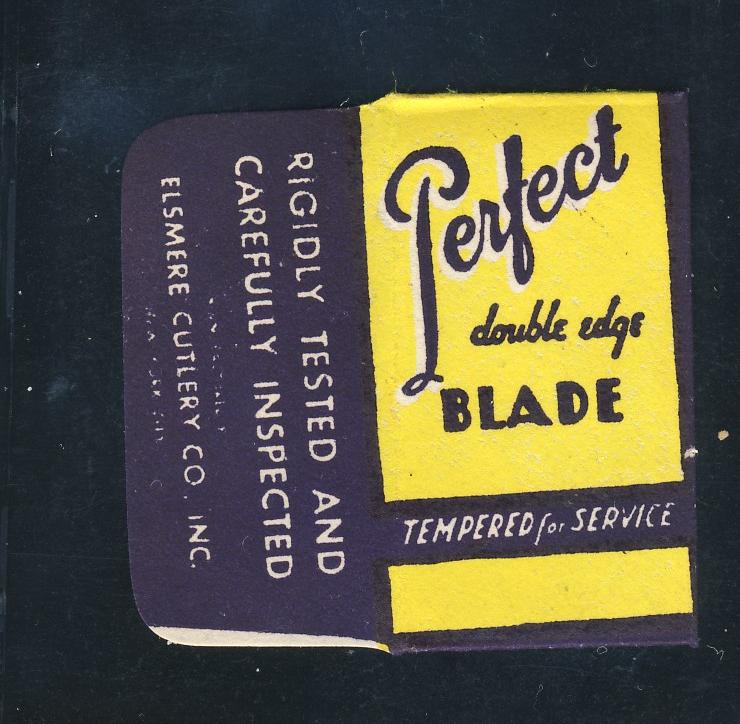 Perfect
double edge
BLADE
TEMPERED for SERVICE
RIGIDLY TESTED AND
CAREFULLY INSPECTED
ELSMERE CUTLERY CO. INC.